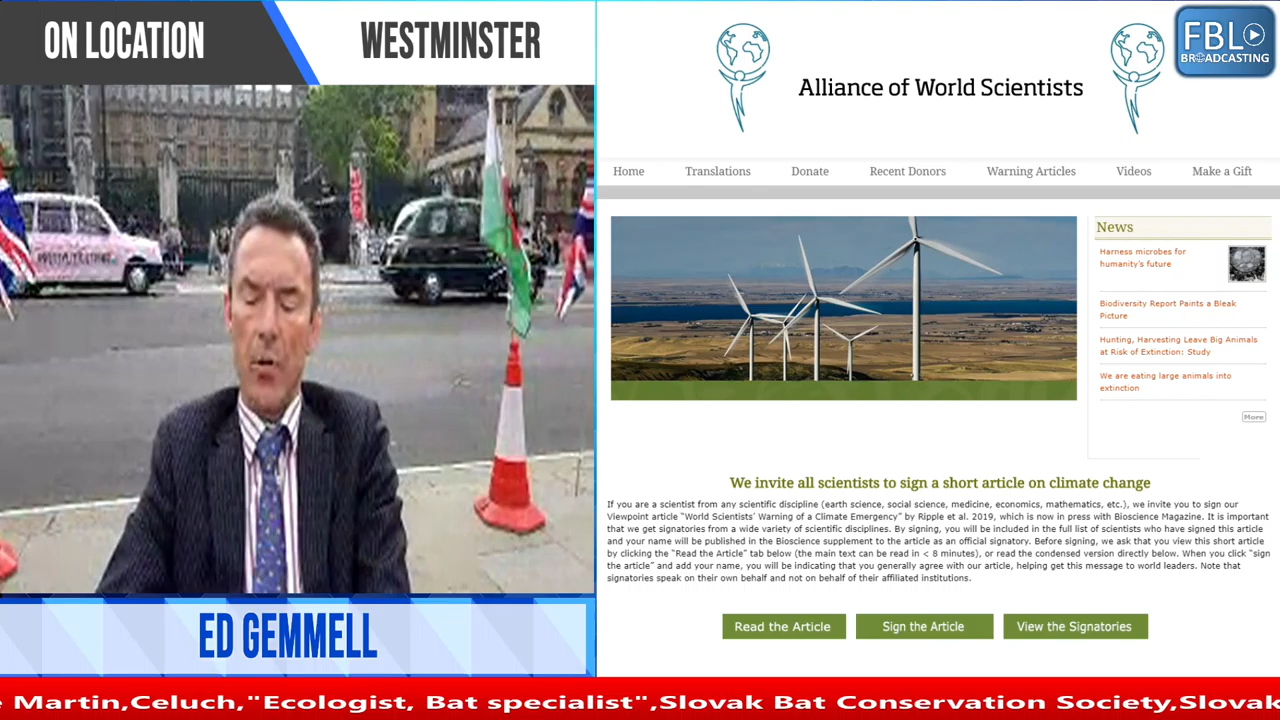 ON LOCATION
WESTMINSTER
ED GEMMELL
FBL
BROADCASTING
Alliance of World Scientists
Home
Translations
Donate
Recent Donors
Warning Articles
Videos
Make a Gift
News
Harness microbes for
humanity's future
Biodiversity Report Paints a Bleak
Picture
Hunting, Harvesting Leave Big Animals
at Risk of Extinction: Study
We are eating large animals into
extinction
More
We invite all scientists to sign a short article on climate change
If you are a scientist from any scientific discipline (earth science, social science, medicine, economics, mathematics, etc.), we invite you to sign our
Viewpoint article "World Scientists' Warning of a Climate Emergency" by Ripple et al. 2019, which is now in press with Bioscience Magazine. It is important
that we get signatories from a wide variety of scientific disciplines. By signing, you will be included in the full list of scientists who have signed this article
and your name will be published in the Bioscience supplement to the article as an official signatory. Before signing, we ask that you view this short article
by clicking the "Read the Article" tab below (the main text can be read in < 8 minutes), or read the condensed version directly below. When you click "sign
the article" and add your name, you will be indicating that you generally agree with our article, helping get this message to world leaders. Note that
signatories speak on their own behalf and not on behalf of their affiliated institutions.
Read the Article
Sign the Article
View the Signatories
Martin,Celuch,"Ecologist, Bat specialist",Slovak Bat Conservation Society,Slovak